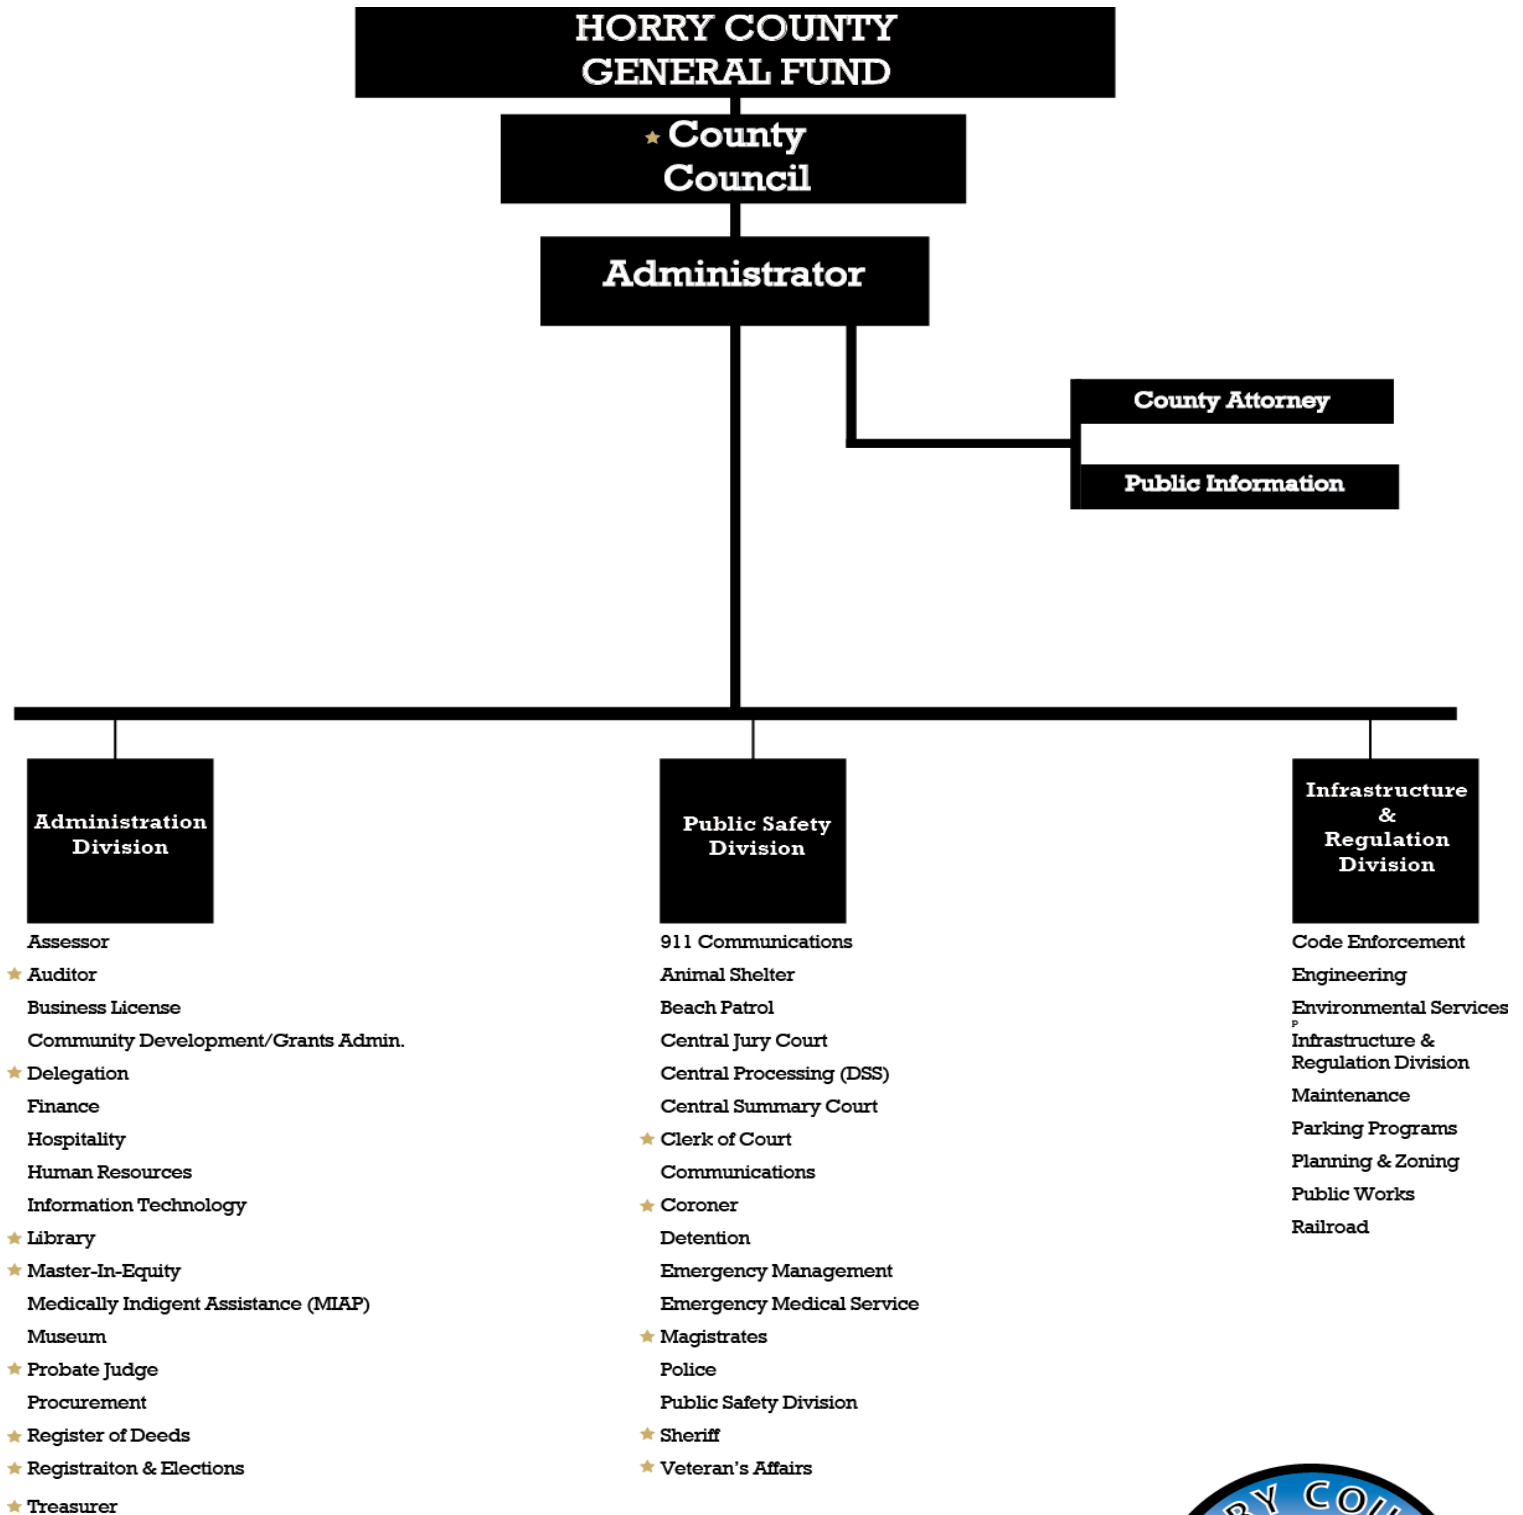 HORRY COUNTY
GENERAL FUND
County
Council
Administrator
County Attorney
Public Information
Administration
Division
Assessor
Auditor
Business License
Community Development/Grants Admin.
Delegation
Finance
Hospitality
Human Resources
Information Technology
Library
Master-In-Equity
Medically Indigent Assistance (MIAP)
Museum
Probate Judge
Procurement
Register of Deeds
Registraiton & Elections
Treasurer
Public Safety
Division
911 Communications
Animal Shelter
Beach Patrol
Central Jury Court
Central Processing (DSS)
Central Summary Court
Clerk of Court
Communications
Coroner
Detention
Emergency Management
Emergency Medical Service
Magistrates
Police
Public Safety Division
Sheriff
Veteran's Affairs
Infrastructure
&
Regulation
Division
Code Enforcement
Engineering
Environmental Services
P
Infrastructure &
Regulation Division
Maintenance
Parking Programs
Planning & Zoning
Public Works
Railroad